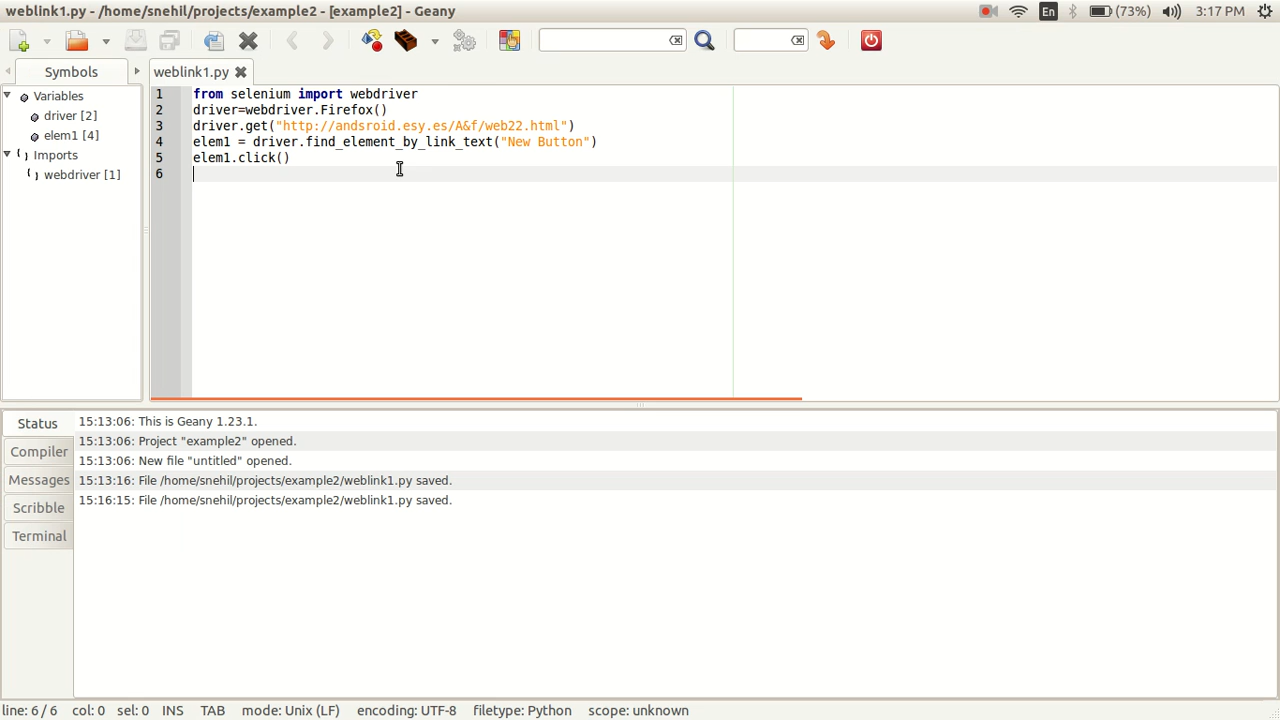 weblink1.py - /home/snehil/projects/example2 - [example2] - Geany
En (73%) 3:17 PM
Symbols
weblink1.py
Variables
driver [2]
elem1 [4]
Imports
webdriver [1]
1 from selenium import webdriver
2 driver=webdriver.Firefox()
3 driver.get("http://andsroid.esy.es/A&f/web22.html")
4 elem1 = driver.find_element_by_link_text("New Button")
5 elem1.click()
6
Status
Compiler
Messages
Scribble
Terminal
15:13:06: This is Geany 1.23.1.
15:13:06: Project "example2" opened.
15:13:06: New file "untitled" opened.
15:13:16: File /home/snehil/projects/example2/weblink1.py saved.
15:16:15: File /home/snehil/projects/example2/weblink1.py saved.
line: 6 / 6 col: 0 sel: 0 INS TAB mode: Unix (LF) encoding: UTF-8 filetype: Python scope: unknown